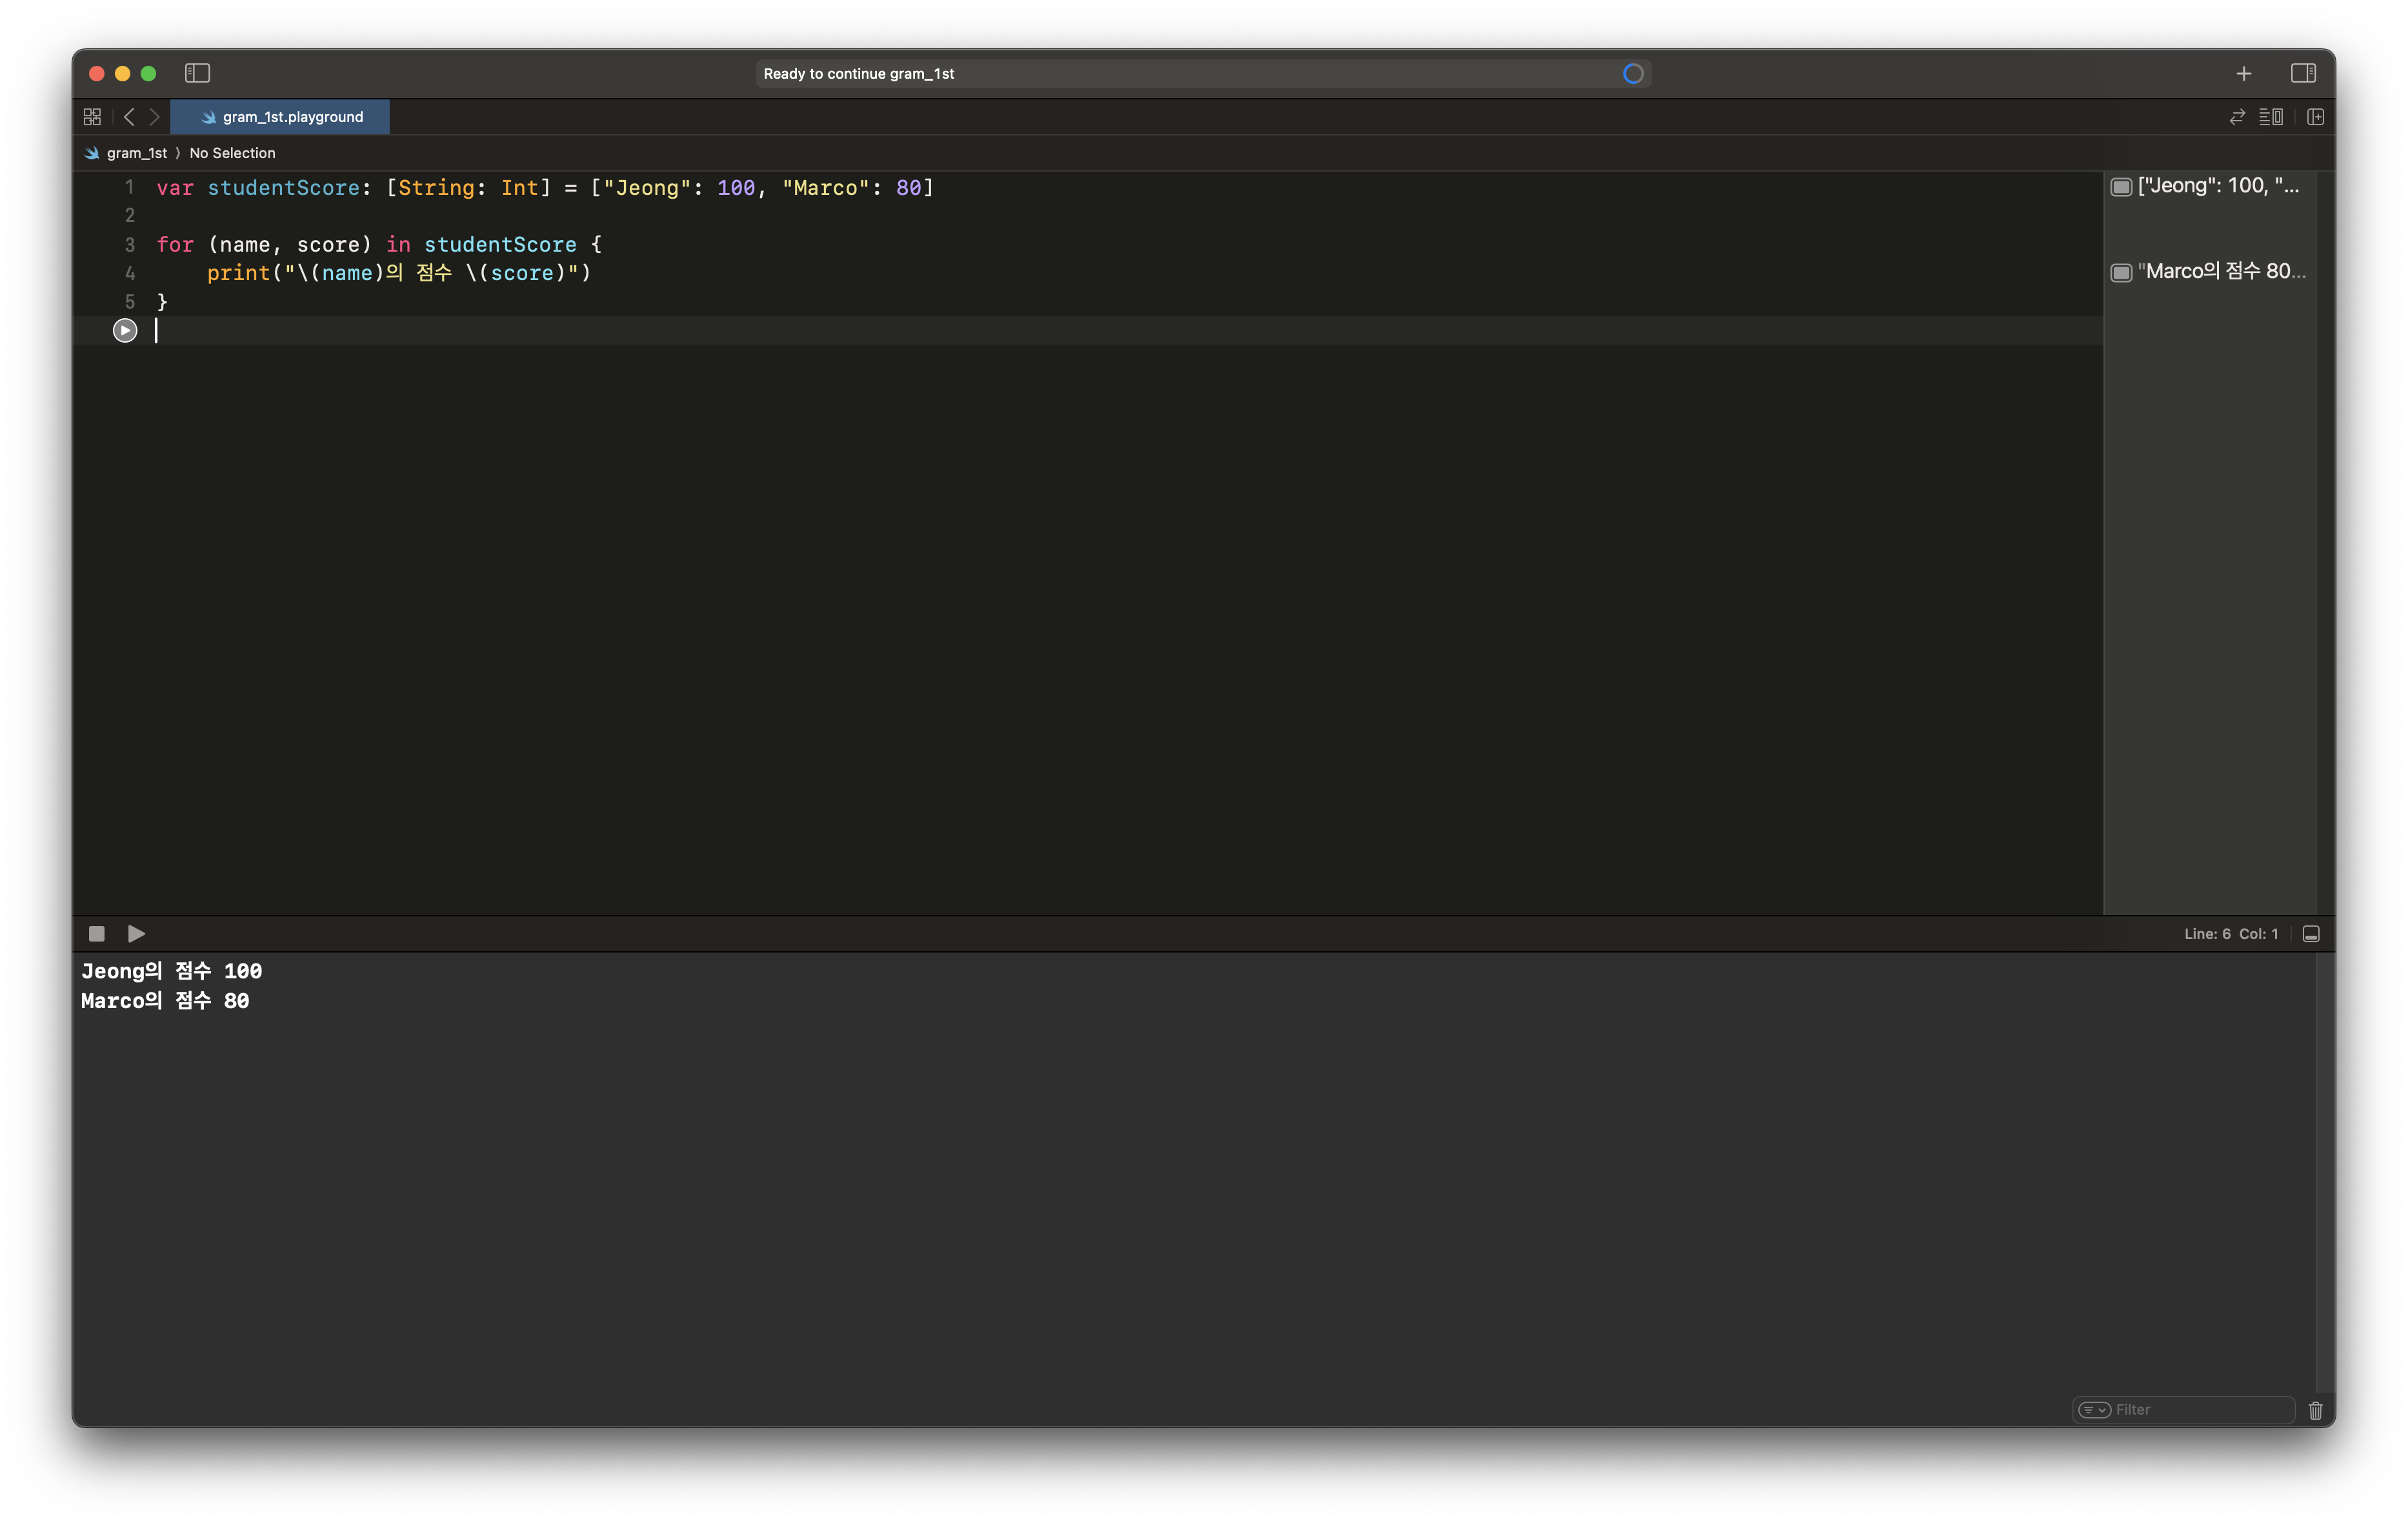 Ready to continue gram_1st
gram_1st.playground
gram_1st 〉 No Selection
1 var studentScore: [String: Int] = ["Jeong": 100, "Marco": 80]
["Jeong": 100, "...
2
3 for (name, score) in studentScore {
4     print("\(name)의 점수 \(score)")
"Marco의 점수 80...
5 }
Line: 6 Col: 1
Jeong의 점수 100
Marco의 점수 80
Filter